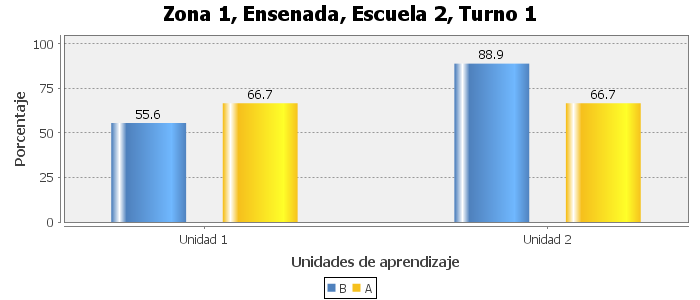 Zona 1, Ensenada, Escuela 2, Turno 1
Porcentaje
100
75
50
25
0
55.6
66.7
88.9
66.7
Unidad 1
Unidad 2
Unidades de aprendizaje
B
A